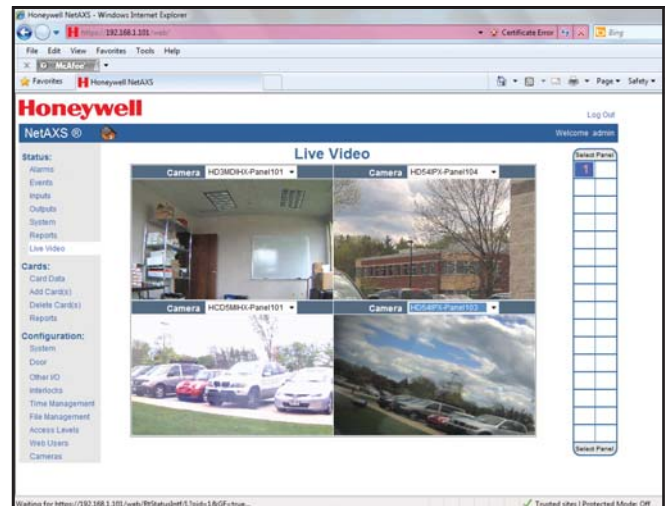 Honeywell NetAXS - Windows Internet Explorer
https://192.168.1.101/web/
Certificate Error
Bing
File Edit View Favorites Tools Help
McAfee
Favorites
Honeywell NetAXS
Page Safety
Honeywell
Log Out
NetAXS ®
Welcome admin
Status:
Alarms
Events
Inputs
Outputs
System
Reports
Live Video
Cards:
Card Data
Add Card(s)
Delete Card(s)
Reports
Configuration:
System
Door
Other I/O
Interlocks
Time Management
File Management
Access Levels
Web Users
Cameras
Live Video
Camera HD3MDIHX-Panel101
Camera HD54IPX-Panel104
Camera HCD5MIHX-Panel101
Camera HD54IPX-Panel103
Select Panel
1
Select Panel
Trusted sites | Protected Mode: Off